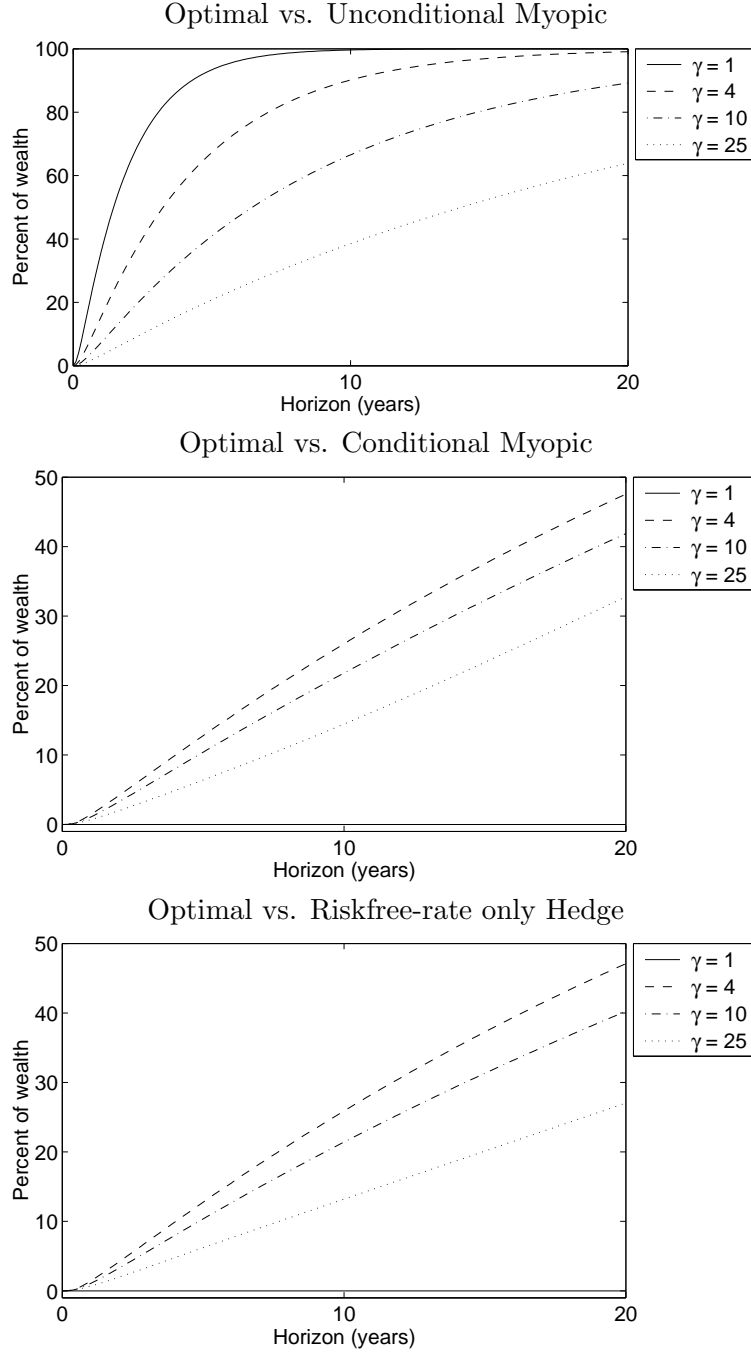 Optimal vs. Unconditional Myopic
100
80
60
40
20
0
0
10
20
Percent of wealth
Horizon (years)
γ = 1
γ = 4
γ = 10
γ = 25
Optimal vs. Conditional Myopic
50
40
30
20
10
0
0
10
20
Percent of wealth
Horizon (years)
γ = 1
γ = 4
γ = 10
γ = 25
Optimal vs. Riskfree-rate only Hedge
50
40
30
20
10
0
0
10
20
Percent of wealth
Horizon (years)
γ = 1
γ = 4
γ = 10
γ = 25